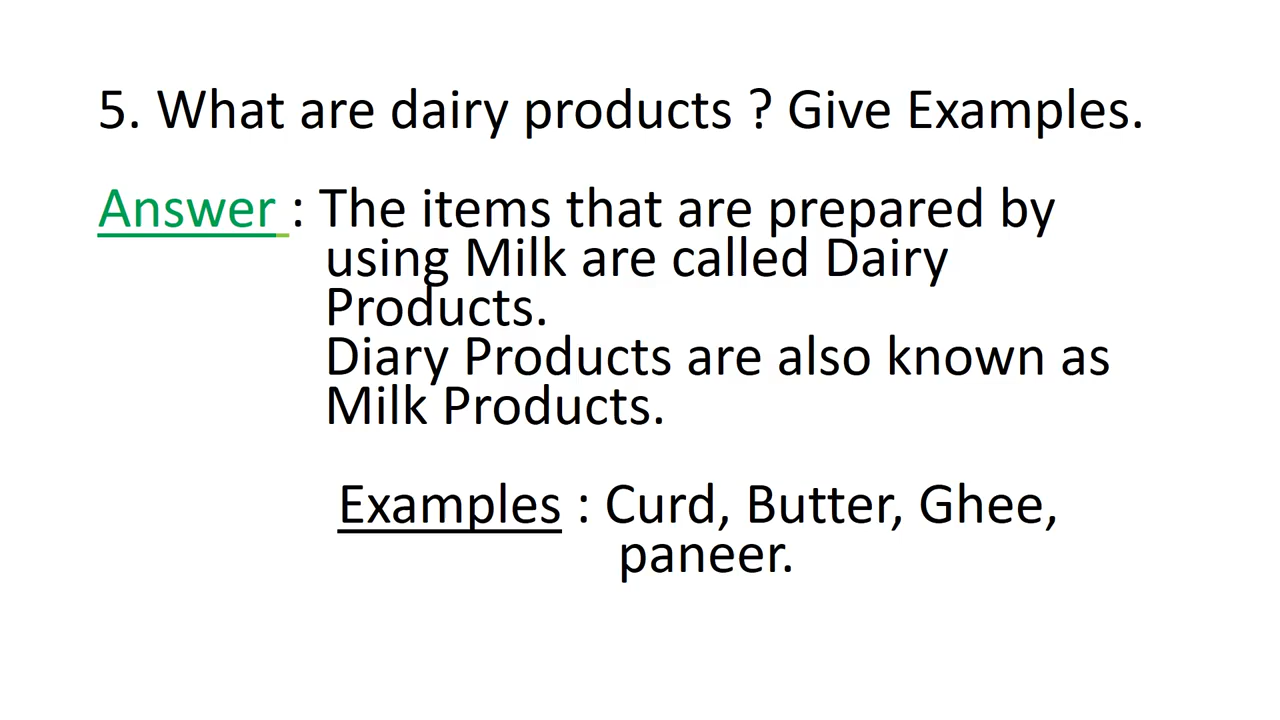 5. What are dairy products ? Give Examples.
Answer : The items that are prepared by
using Milk are called Dairy
Products.
Diary Products are also known as
Milk Products.
Examples : Curd, Butter, Ghee,
paneer.